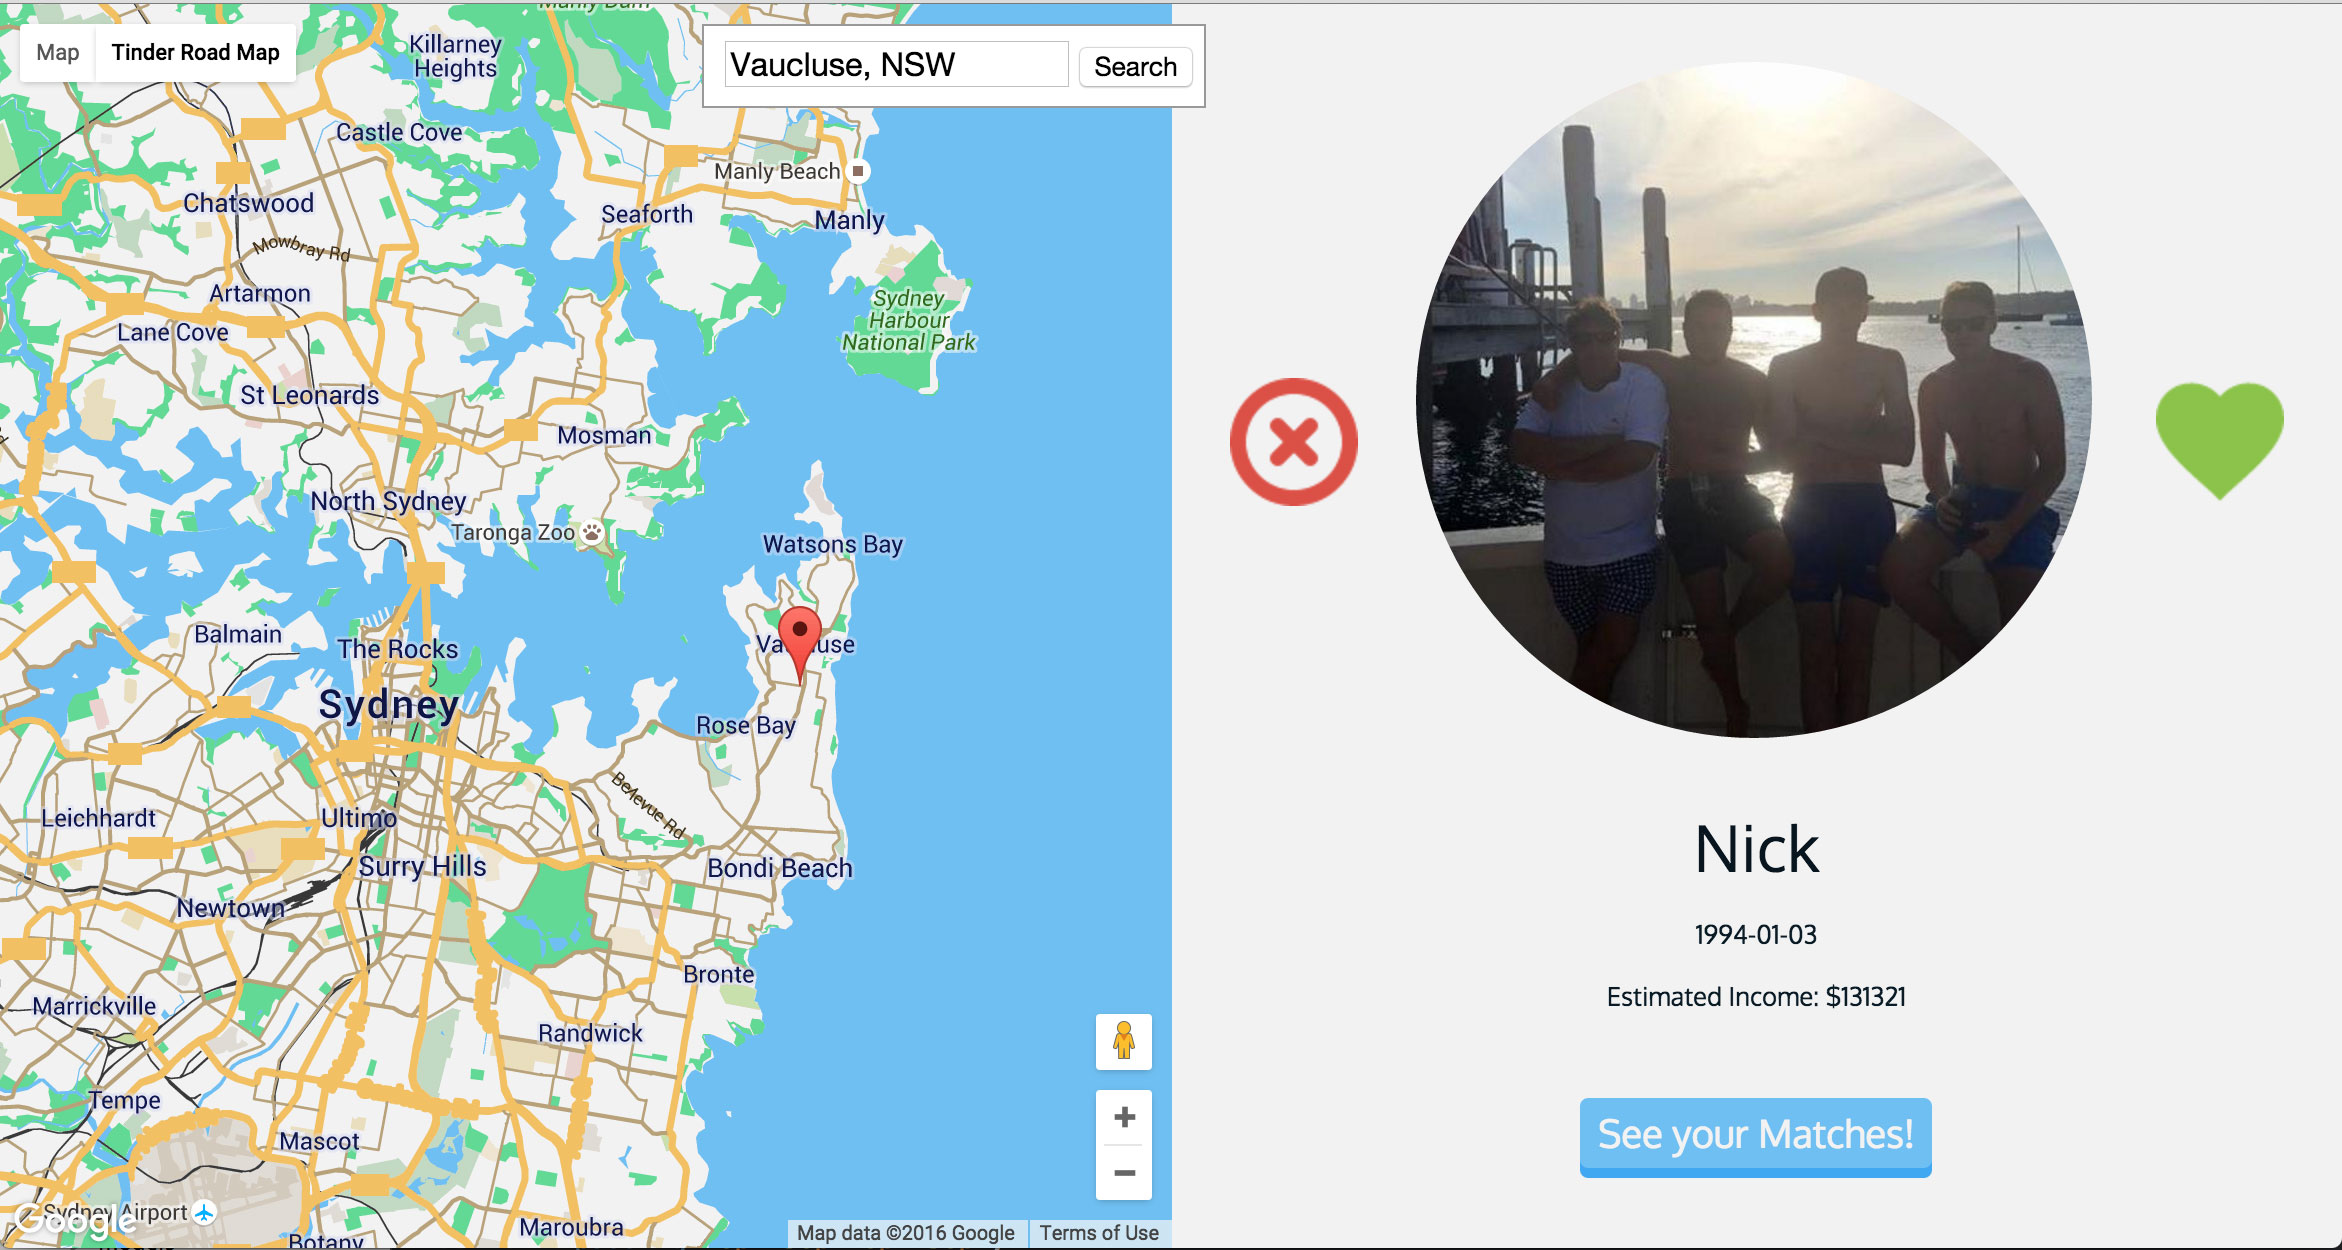 Manly Dam
Map
Tinder Road Map
Killarney
Heights
Vaucluse, NSW
Search
Castle Cove
Manly Beach
Chatswood
Seaforth
Manly
Mowbray Rd
Artarmon
Sydney
Harbour
National Park
Lane Cove
St Leonards
Mosman
North Sydney
Taronga Zoo
Watsons Bay
Balmain
The Rocks
Vaucluse
Sydney
Rose Bay
Bellevue Rd
Leichhardt
Ultimo
Surry Hills
Bondi Beach
Newtown
Bronte
Marrickville
Randwick
Tempe
Mascot
Sydney Airport
Google
Maroubra
Botany
Map data ©2016 Google
Terms of Use
Nick
1994-01-03
Estimated Income: $131321
See your Matches!